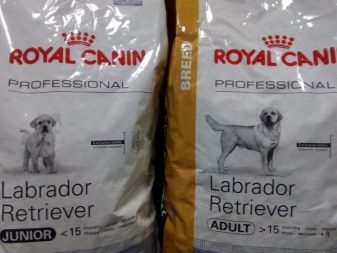 ROYAL CANIN
PROFESSIONAL
Labrador
Retriever
JUNIOR <15
BREED
ROYAL CANIN
PROFESSIONAL
Labrador
Retriever
ADULT >15